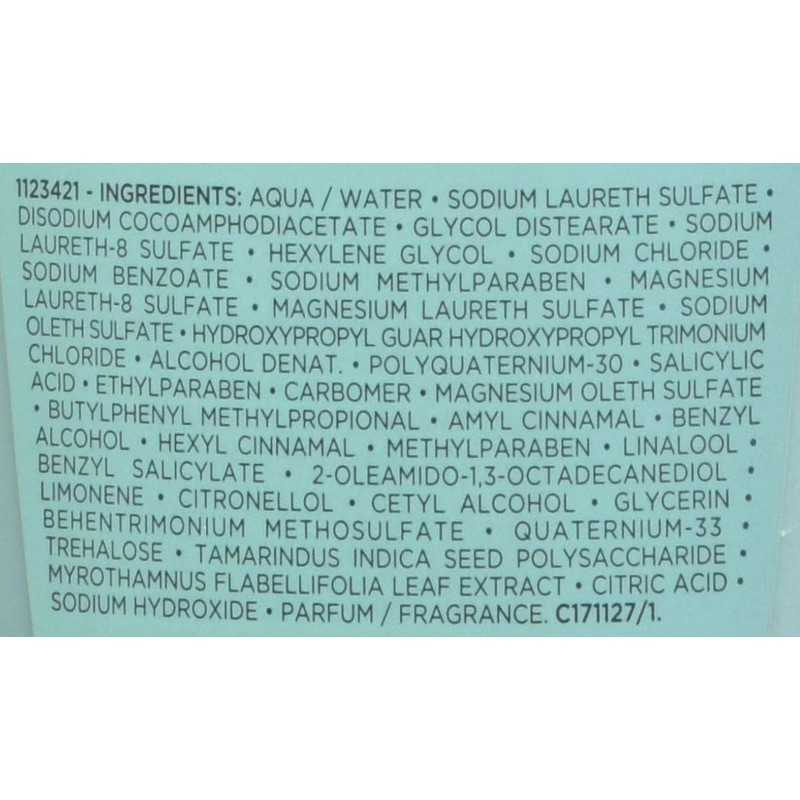 1123421 - INGREDIENTS: AQUA / WATER • SODIUM LAURETH SULFATE •
DISODIUM COCOAMPHODIACETATE • GLYCOL DISTEARATE • SODIUM
LAURETH-8 SULFATE • HEXYLENE GLYCOL • SODIUM CHLORIDE •
SODIUM BENZOATE • SODIUM METHYLPARABEN • MAGNESIUM
LAURETH-8 SULFATE • MAGNESIUM LAURETH SULFATE • SODIUM
OLETH SULFATE • HYDROXYPROPYL GUAR HYDROXYPROPYL TRIMONIUM
CHLORIDE • ALCOHOL DENAT. • POLYQUATERNIUM-30 • SALICYLIC
ACID • ETHYLPARABEN • CARBOMER • MAGNESIUM OLETH SULFATE
• BUTYLPHENYL METHYLPROPIONAL • AMYL CINNAMAL • BENZYL
ALCOHOL • HEXYL CINNAMAL • METHYLPARABEN • LINALOOL •
BENZYL SALICYLATE • 2-OLEAMIDO-1,3-OCTADECANEDIOL •
LIMONENE • CITRONELLOL • CETYL ALCOHOL • GLYCERIN •
BEHENTRIMONIUM METHOSULFATE • QUATERNIUM-33 •
TREHALOSE • TAMARINDUS INDICA SEED POLYSACCHARIDE •
MYROTHAMNUS FLABELLIFOLIA LEAF EXTRACT • CITRIC ACID •
SODIUM HYDROXIDE • PARFUM / FRAGRANCE. C171127/1.